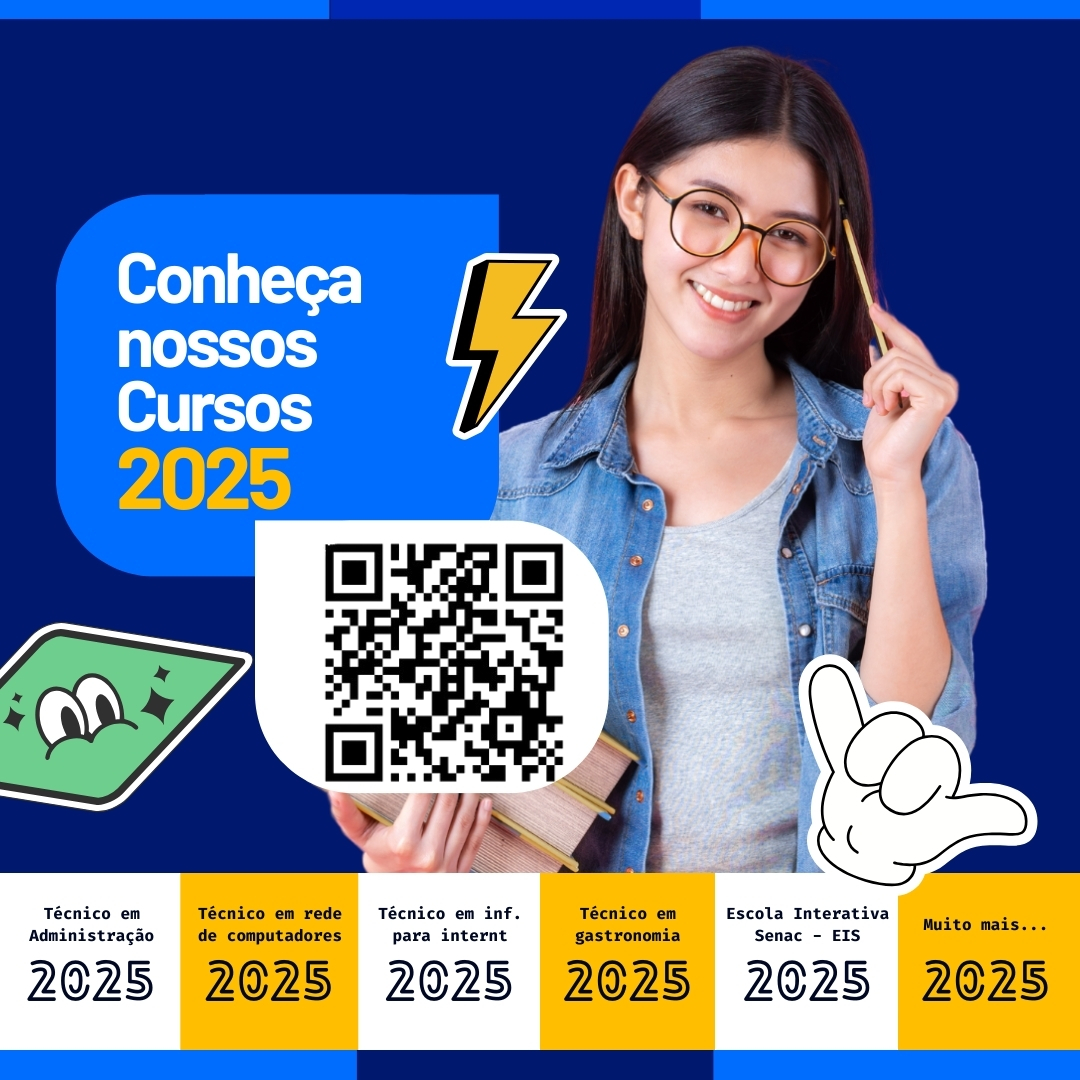 Conheça
nossos
Cursos
2025
Técnico em
Administração
2025
Técnico em rede
de computadores
2025
Técnico em inf.
para internt
2025
Técnico em
gastronomia
2025
Escola Interativa
Senac - EIS
2025
Muito mais...
2025